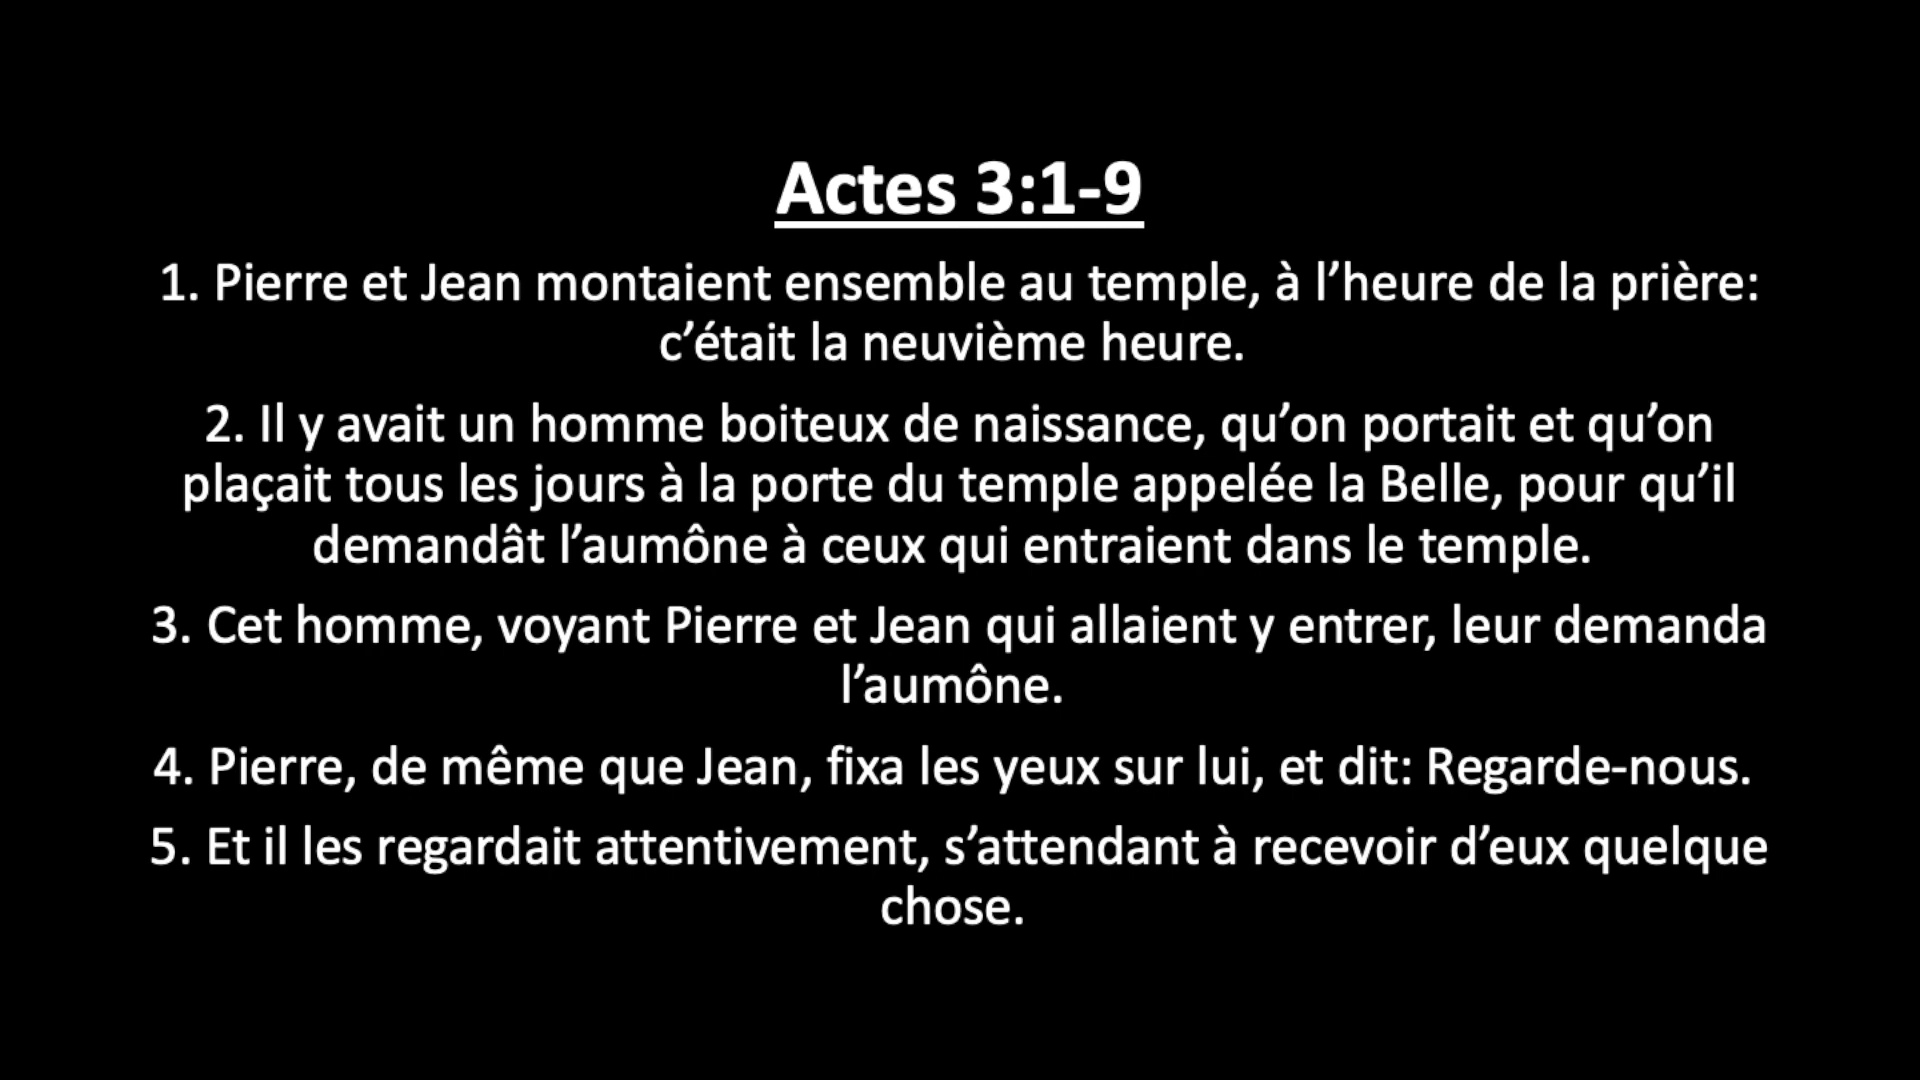 Actes 3:1-9
1. Pierre et Jean montaient ensemble au temple, à l’heure de la prière:
c’était la neuvième heure.
2. Il y avait un homme boiteux de naissance, qu’on portait et qu’on
plaçait tous les jours à la porte du temple appelée la Belle, pour qu’il
demandât l’aumône à ceux qui entraient dans le temple.
3. Cet homme, voyant Pierre et Jean qui allaient y entrer, leur demanda
l’aumône.
4. Pierre, de même que Jean, fixa les yeux sur lui, et dit: Regarde-nous.
5. Et il les regardait attentivement, s’attendant à recevoir d’eux quelque
chose.